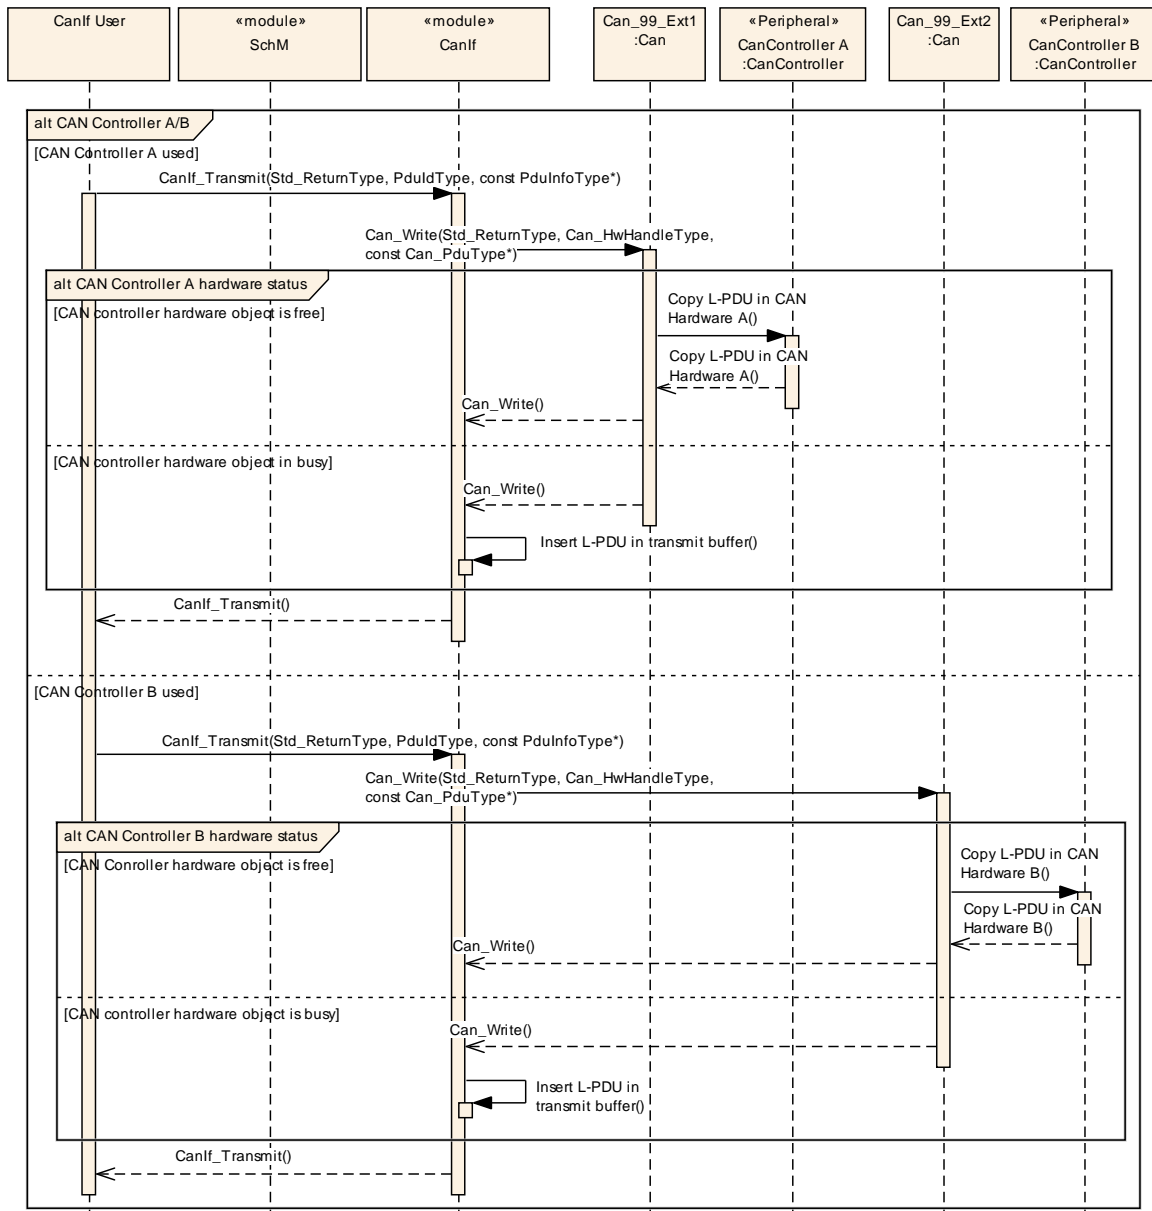 CanIf User
«module»
SchM
«module»
CanIf
Can_99_Ext1
:Can
«Peripheral»
CanController A
:CanController
Can_99_Ext2
:Can
«Peripheral»
CanController B
:CanController
alt CAN Controller A/B
[CAN Controller A used]
CanIf_Transmit(Std_ReturnType, PduIdType, const PduInfoType*)
Can_Write(Std_ReturnType, Can_HwHandleType,
const Can_PduType*)
alt CAN Controller A hardware status
[CAN controller hardware object is free]
Copy L-PDU in CAN
Hardware A()
Copy L-PDU in CAN
Hardware A()
Can_Write()
[CAN controller hardware object in busy]
Can_Write()
Insert L-PDU in transmit buffer()
CanIf_Transmit()
[CAN Controller B used]
CanIf_Transmit(Std_ReturnType, PduIdType, const PduInfoType*)
Can_Write(Std_ReturnType, Can_HwHandleType,
const Can_PduType*)
alt CAN Controller B hardware status
[CAN Conroller hardware object is free]
Copy L-PDU in CAN
Hardware B()
Copy L-PDU in CAN
Hardware B()
Can_Write()
[CAN controller hardware object is busy]
Can_Write()
Insert L-PDU in
transmit buffer()
CanIf_Transmit()